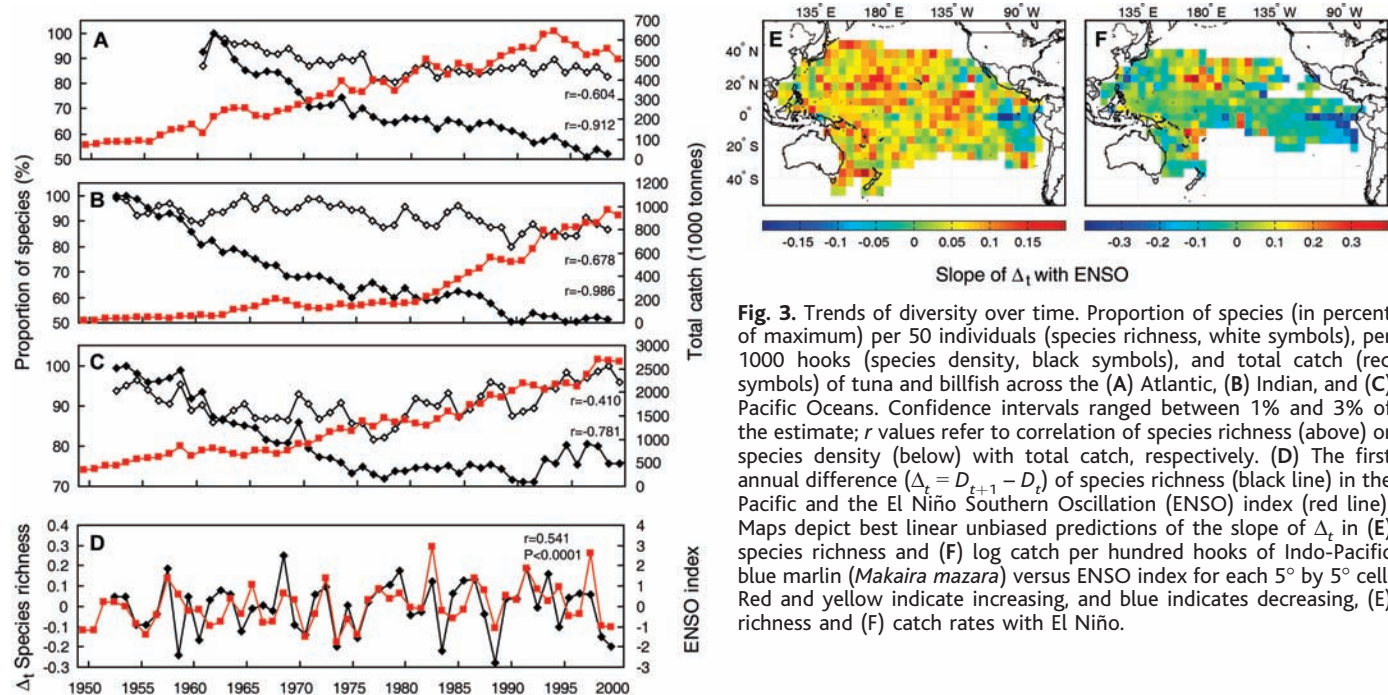 A
Proportion of species (%)
100
90
80
70
60
50
700
600
500
400
300
200
100
0
r=-0.604
r=-0.912
B
100
90
80
70
60
50
1200
1000
800
600
400
200
0
Total catch (1000 tonnes)
r=-0.678
r=-0.986
C
100
90
80
70
3000
2500
2000
1500
1000
500
0
r=-0.410
r=-0.781
D
Δt Species richness
0.4
0.3
0.2
0.1
0
-0.1
-0.2
-0.3
4
3
2
1
0
-1
-2
-3
ENSO index
r=0.541
P<0.0001
1950 1955 1960 1965 1970 1975 1980 1985 1990 1995 2000
135°E 180°E 135°W 90°W
E
40°N
20°N
0°
20°S
40°S
-0.15 -0.1 -0.05 0 0.05 0.1 0.15
135°E 180°E 135°W 90°W
F
-0.3 -0.2 -0.1 0 0.1 0.2 0.3
Slope of Δt with ENSO
Fig. 3. Trends of diversity over time. Proportion of species (in percent
of maximum) per 50 individuals (species richness, white symbols), per
1000 hooks (species density, black symbols), and total catch (red
symbols) of tuna and billfish across the (A) Atlantic, (B) Indian, and (C)
Pacific Oceans. Confidence intervals ranged between 1% and 3% of
the estimate; r values refer to correlation of species richness (above) or
species density (below) with total catch, respectively. (D) The first
annual difference (Δt = Dt+1 – Dt) of species richness (black line) in the
Pacific and the El Niño Southern Oscillation (ENSO) index (red line)
Maps depict best linear unbiased predictions of the slope of Δt in (E)
species richness and (F) log catch per hundred hooks of Indo-Pacific
blue marlin (Makaira mazara) versus ENSO index for each 5° by 5° cell
Red and yellow indicate increasing, and blue indicates decreasing, (E)
richness and (F) catch rates with El Niño.